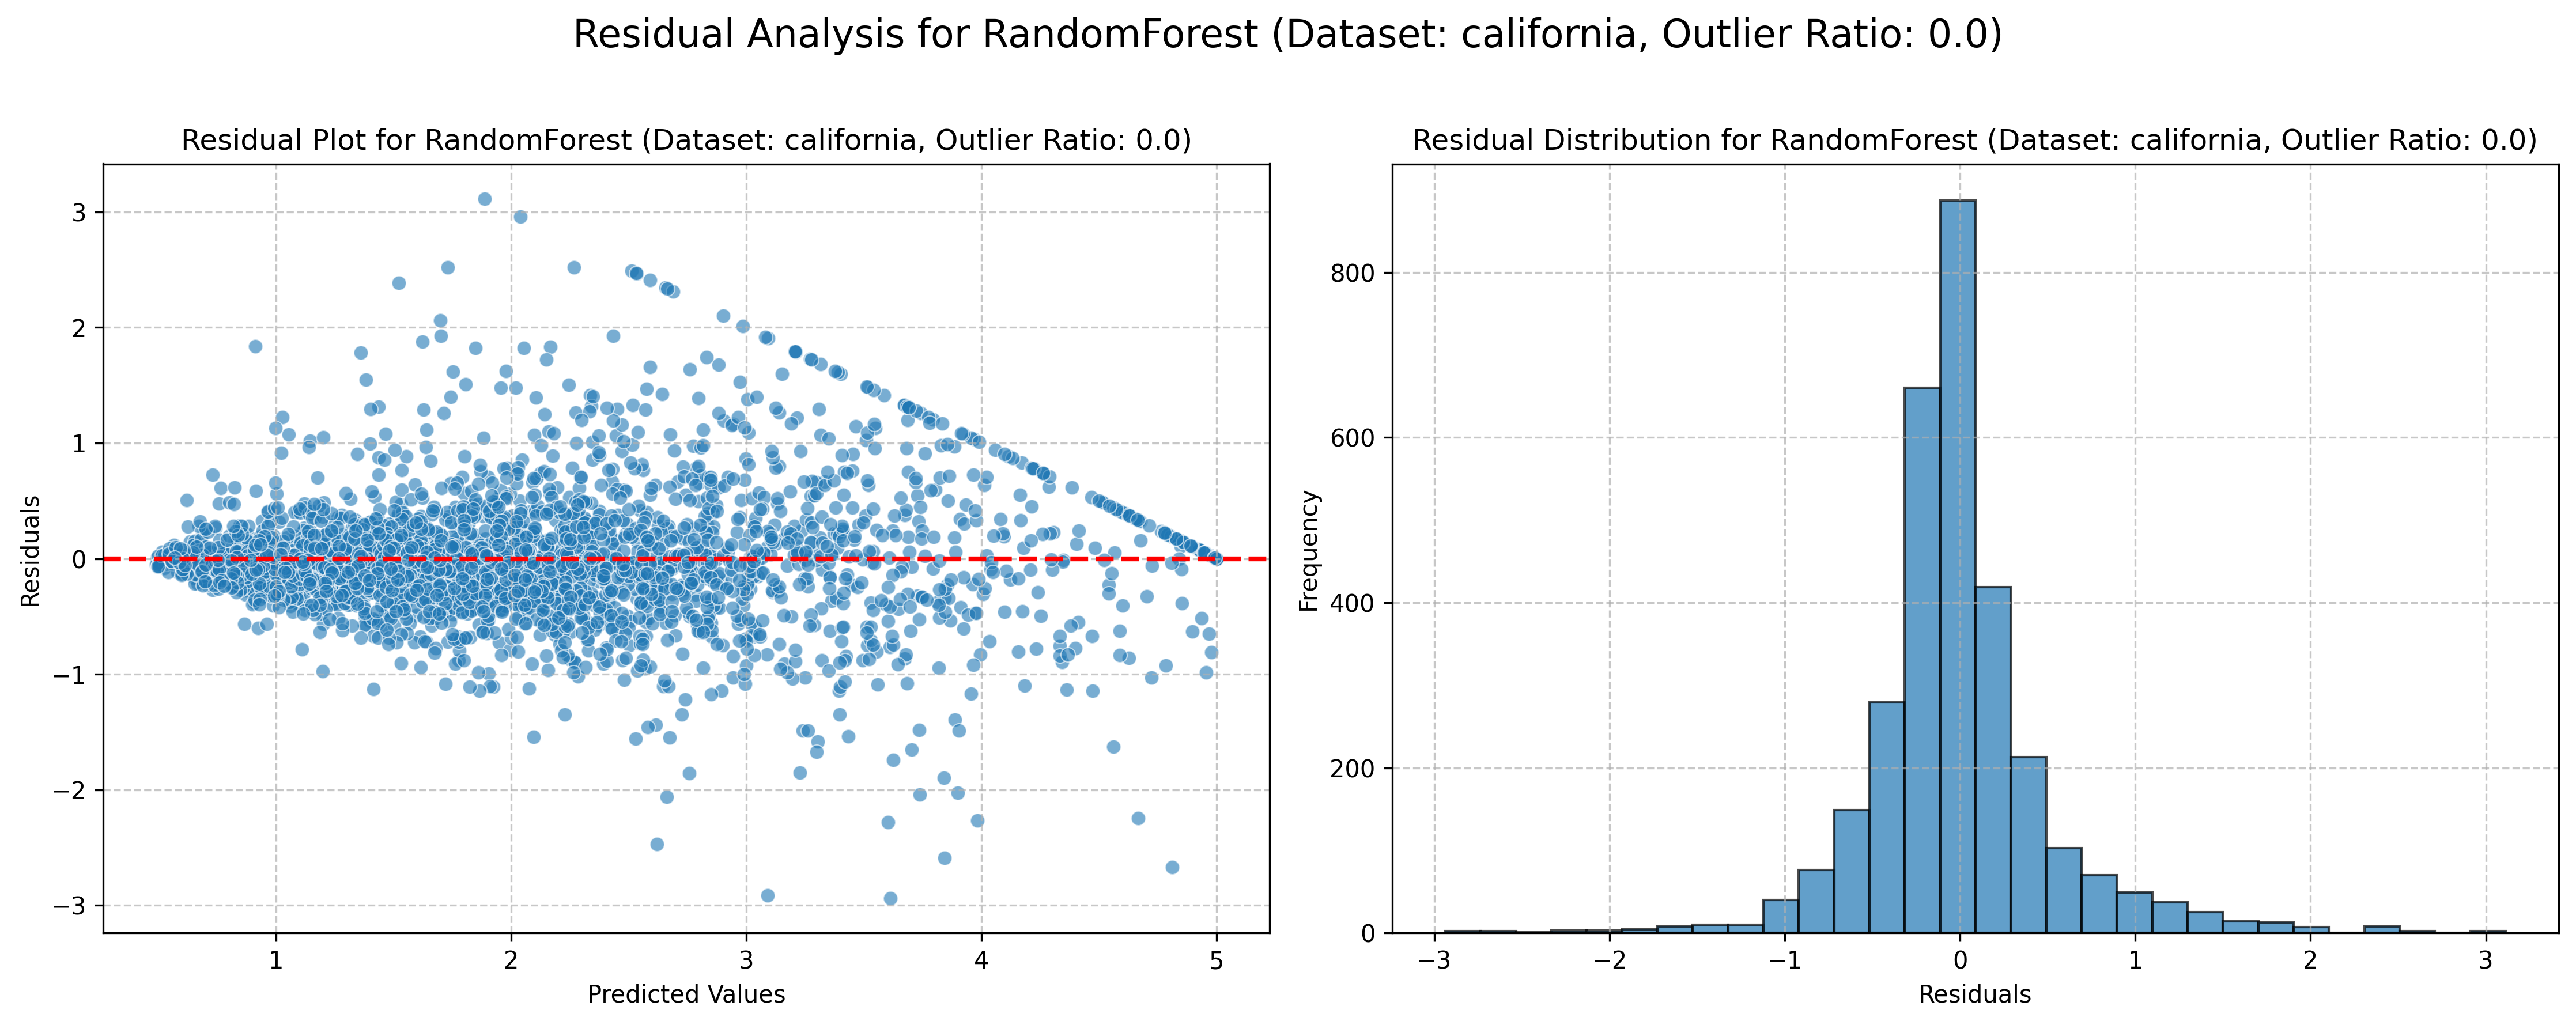 Residual Analysis for RandomForest (Dataset: california, Outlier Ratio: 0.0)
Residual Plot for RandomForest (Dataset: california, Outlier Ratio: 0.0)
Residuals
3
2
1
0
−1
−2
−3
1 2 3 4 5
Predicted Values
Residual Distribution for RandomForest (Dataset: california, Outlier Ratio: 0.0)
Frequency
800
600
400
200
0
−3 −2 −1 0 1 2 3
Residuals